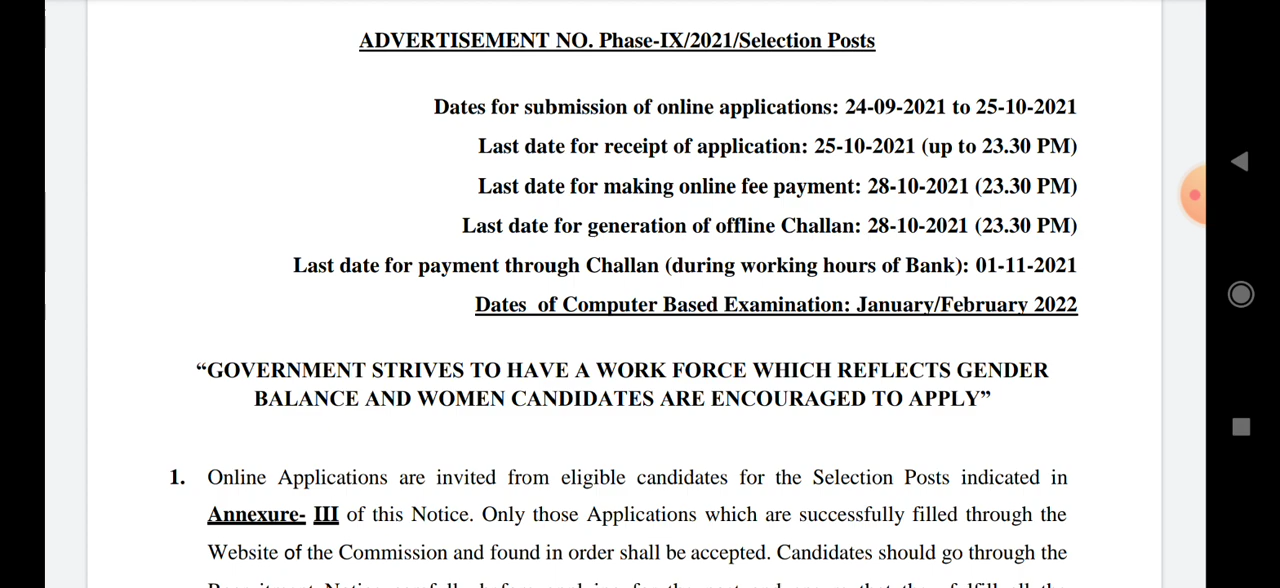 ADVERTISEMENT NO. Phase-IX/2021/Selection Posts
Dates for submission of online applications: 24-09-2021 to 25-10-2021
Last date for receipt of application: 25-10-2021 (up to 23.30 PM)
Last date for making online fee payment: 28-10-2021 (23.30 PM)
Last date for generation of offline Challan: 28-10-2021 (23.30 PM)
Last date for payment through Challan (during working hours of Bank): 01-11-2021
Dates of Computer Based Examination: January/February 2022
“GOVERNMENT STRIVES TO HAVE A WORK FORCE WHICH REFLECTS GENDER
BALANCE AND WOMEN CANDIDATES ARE ENCOURAGED TO APPLY”
1. Online Applications are invited from eligible candidates for the Selection Posts indicated in
Annexure- III of this Notice. Only those Applications which are successfully filled through the
Website of the Commission and found in order shall be accepted. Candidates should go through the